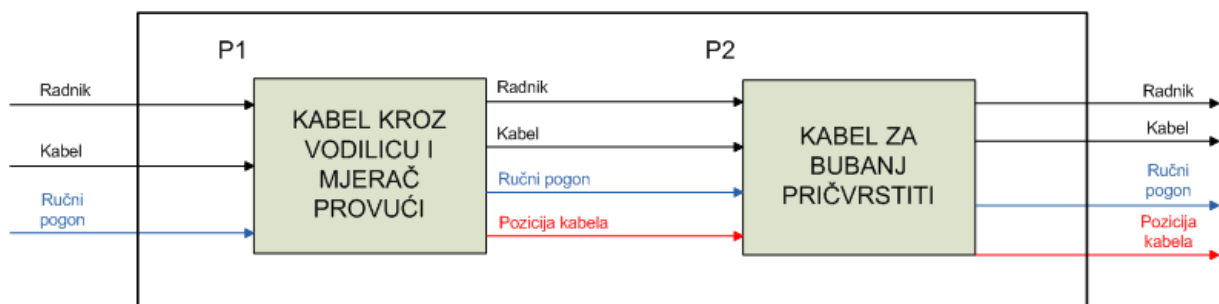 P1
P2
Radnik
Kabel
Ručni
pogon
KABEL KROZ
VODILICU I
MJERAČ
PROVUĆI
Radnik
Kabel
Ručni pogon
Pozicija kabela
KABEL ZA
BUBANJ
PRIČVRSTITI
Radnik
Kabel
Ručni
pogon
Pozicija
kabela